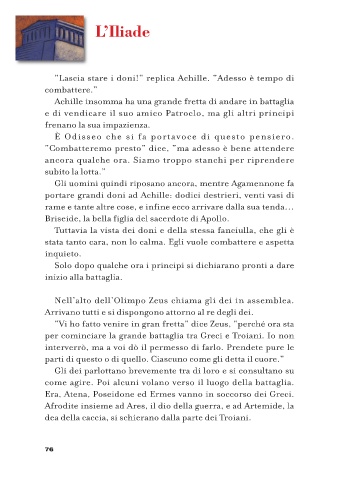 L'Iliade
"Lascia stare i doni!" replica Achille. "Adesso è tempo di
combattere."
Achille insomma ha una grande fretta di andare in battaglia
e di vendicare il suo amico Patroclo, ma gli altri principi
frenano la sua impazienza.
È Odisseo che si fa portavoce di questo pensiero.
"Combatteremo presto" dice, "ma adesso è bene attendere
ancora qualche ora. Siamo troppo stanchi per riprendere
subito la lotta."
Gli uomini quindi riposano ancora, mentre Agamennone fa
portare grandi doni ad Achille: dodici destrieri, venti vasi di
rame e tante altre cose, e infine ecco arrivare dalla sua tenda...
Briseide, la bella figlia del sacerdote di Apollo.
Tuttavia la vista dei doni e della stessa fanciulla, che gli è
stata tanto cara, non lo calma. Egli vuole combattere e aspetta
inquieto.
Solo dopo qualche ora i principi si dichiarano pronti a dare
inizio alla battaglia.
Nell'alto dell'Olimpo Zeus chiama gli dei in assemblea.
Arrivano tutti e si dispongono attorno al re degli dei.
"Vi ho fatto venire in gran fretta" dice Zeus, "perché ora sta
per cominciare la grande battaglia tra Greci e Troiani. Io non
interverrò, ma a voi dò il permesso di farlo. Prendete pure le
parti di questo o di quello. Ciascuno come gli detta il cuore."
Gli dei parlottano brevemente tra di loro e si consultano su
come agire. Poi alcuni volano verso il luogo della battaglia.
Era, Atena, Poseidone ed Ermes vanno in soccorso dei Greci.
Afrodite insieme ad Ares, il dio della guerra, e ad Artemide, la
dea della caccia, si schierano dalla parte dei Troiani.
76